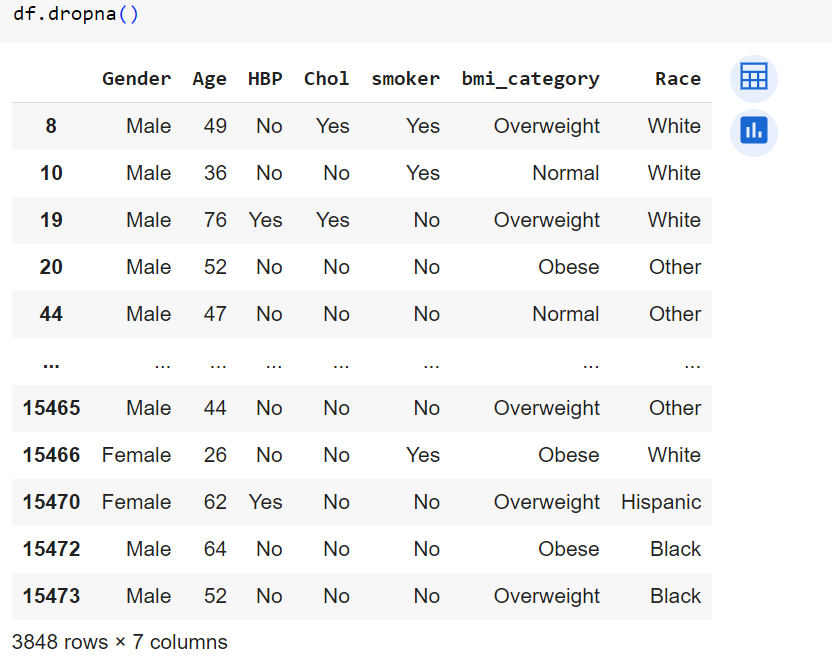 df.dropna()
Gender Age HBP Chol smoker bmi_category Race
8 Male 49 No Yes Yes Overweight White
10 Male 36 No No Yes Normal White
19 Male 76 Yes Yes No Overweight White
20 Male 52 No No No Obese Other
44 Male 47 No No No Normal Other
... ... ... ... ... ... ... ...
15465 Male 44 No No No Overweight Other
15466 Female 26 No No Yes Obese White
15470 Female 62 Yes No No Overweight Hispanic
15472 Male 64 No No No Obese Black
15473 Male 52 No No No Overweight Black
3848 rows × 7 columns